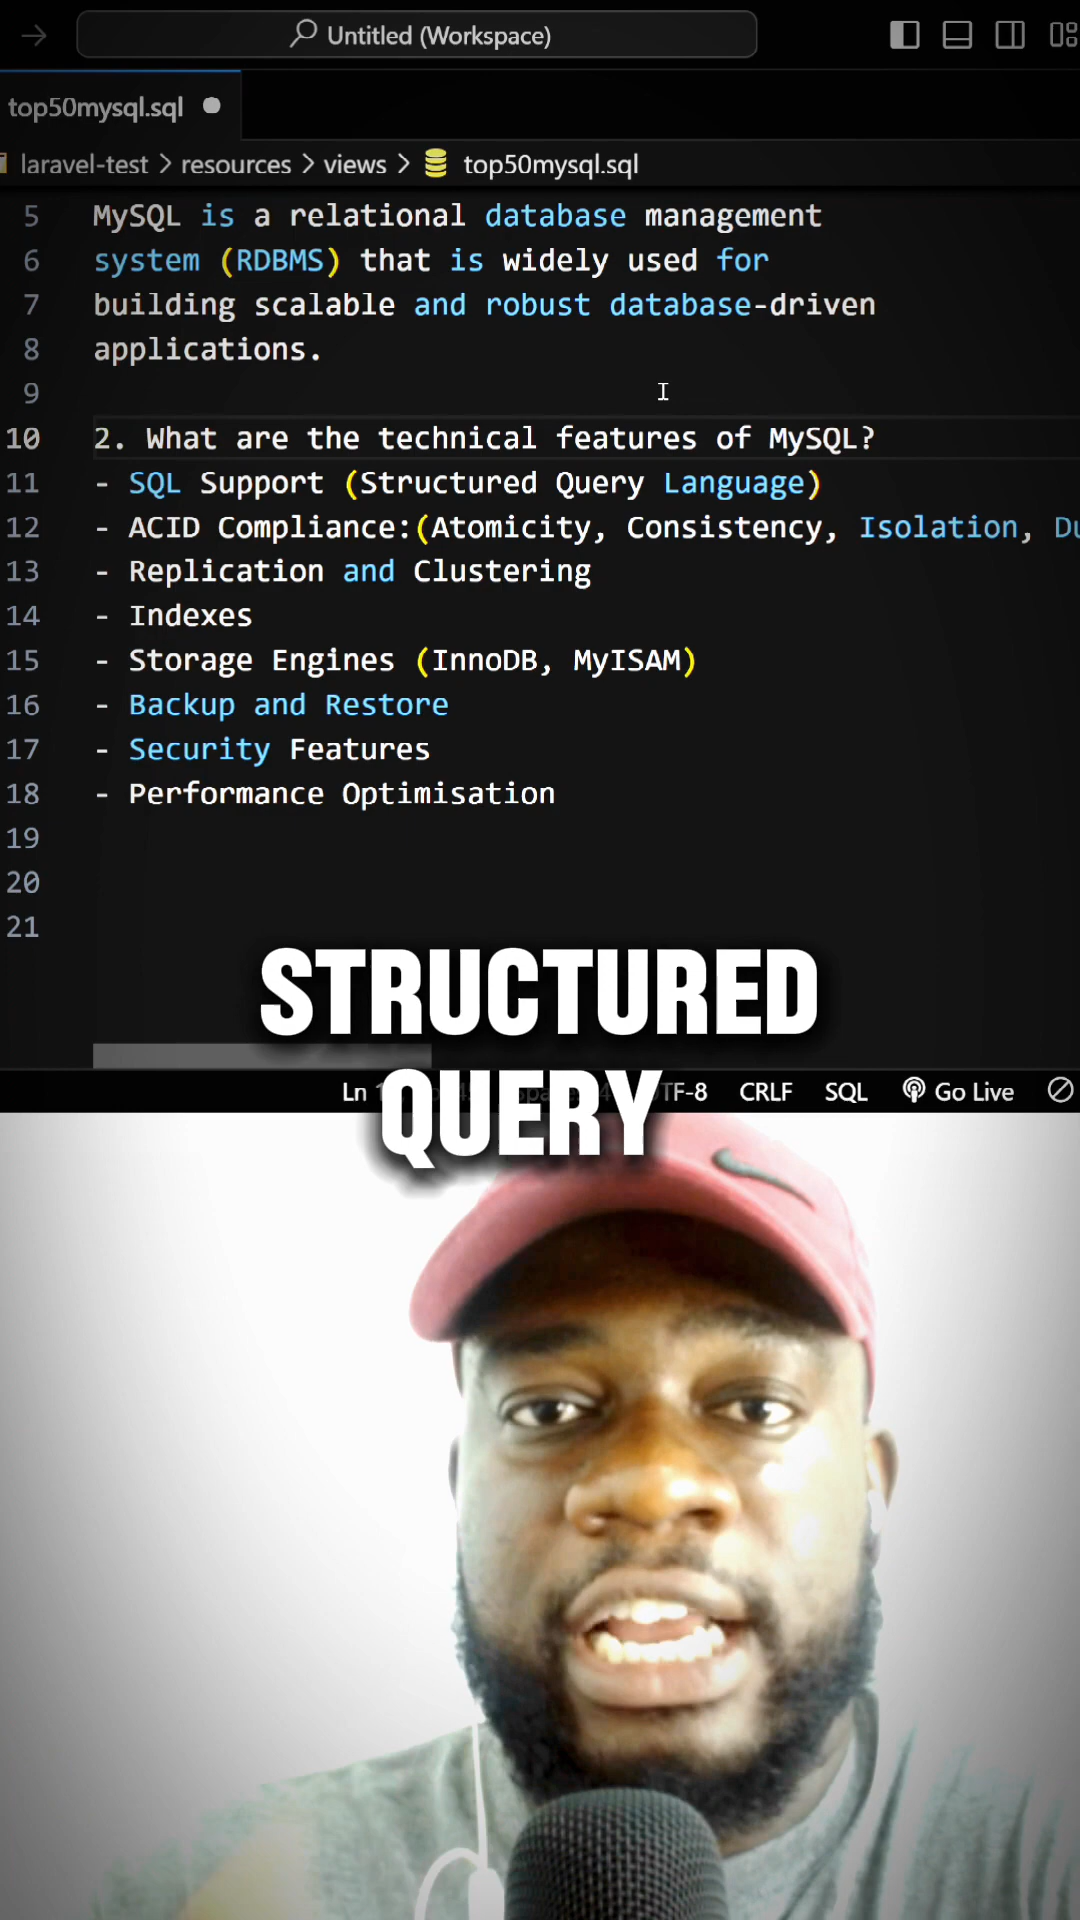 Untitled (Workspace)
top50mysql.sql
laravel-test > resources > views > top50mysql.sql
5 MySQL is a relational database management
6 system (RDBMS) that is widely used for
7 building scalable and robust database-driven
8 applications.
9
10 2. What are the technical features of MySQL?
11 - SQL Support (Structured Query Language)
12 - ACID Compliance:(Atomicity, Consistency, Isolation, Du
13 - Replication and Clustering
14 - Indexes
15 - Storage Engines (InnoDB, MyISAM)
16 - Backup and Restore
17 - Security Features
18 - Performance Optimisation
19
20
21
STRUCTURED
QUERY
Ln TF-8 CRLF SQL Go Live